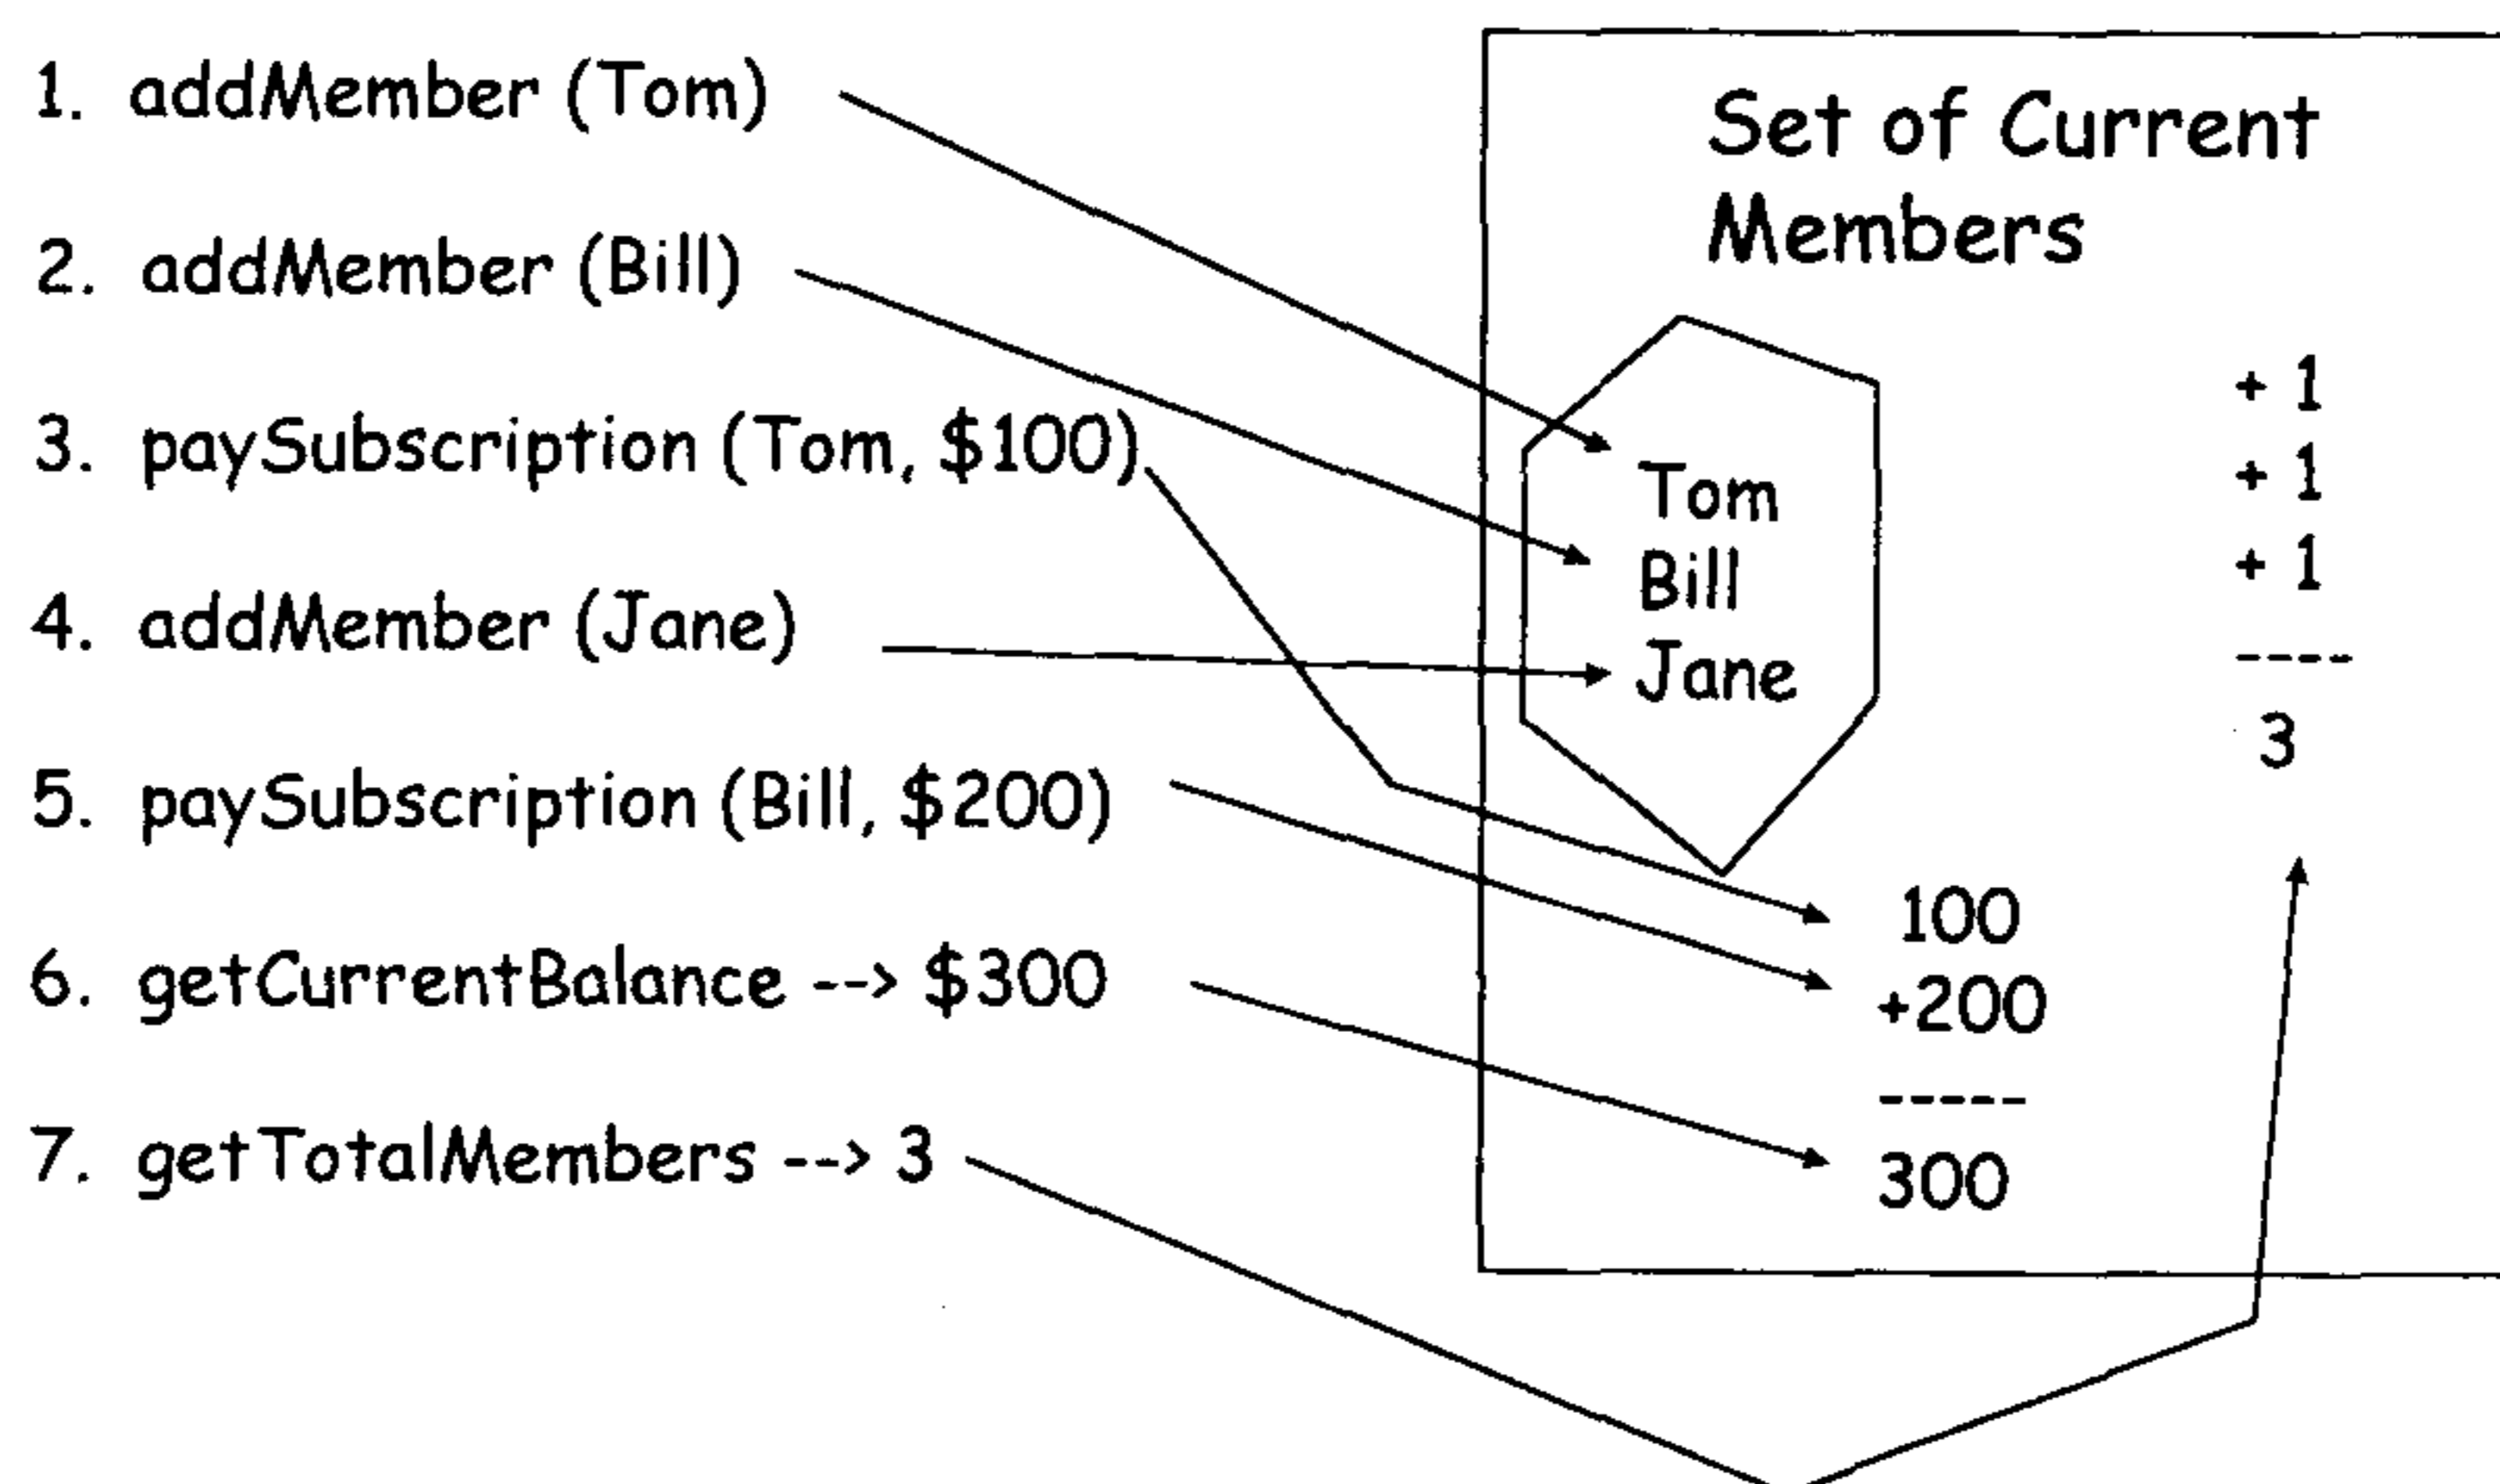 1. addMember (Tom)
2. addMember (Bill)
3. paySubscription (Tom, $100)
4. addMember (Jane)
5. paySubscription (Bill, $200)
6. getCurrentBalance --> $300
7. getTotalMembers --> 3
Set of Current
Members
Tom
Bill
Jane
+ 1
+ 1
+ 1
----
3
100
+200
-----
300